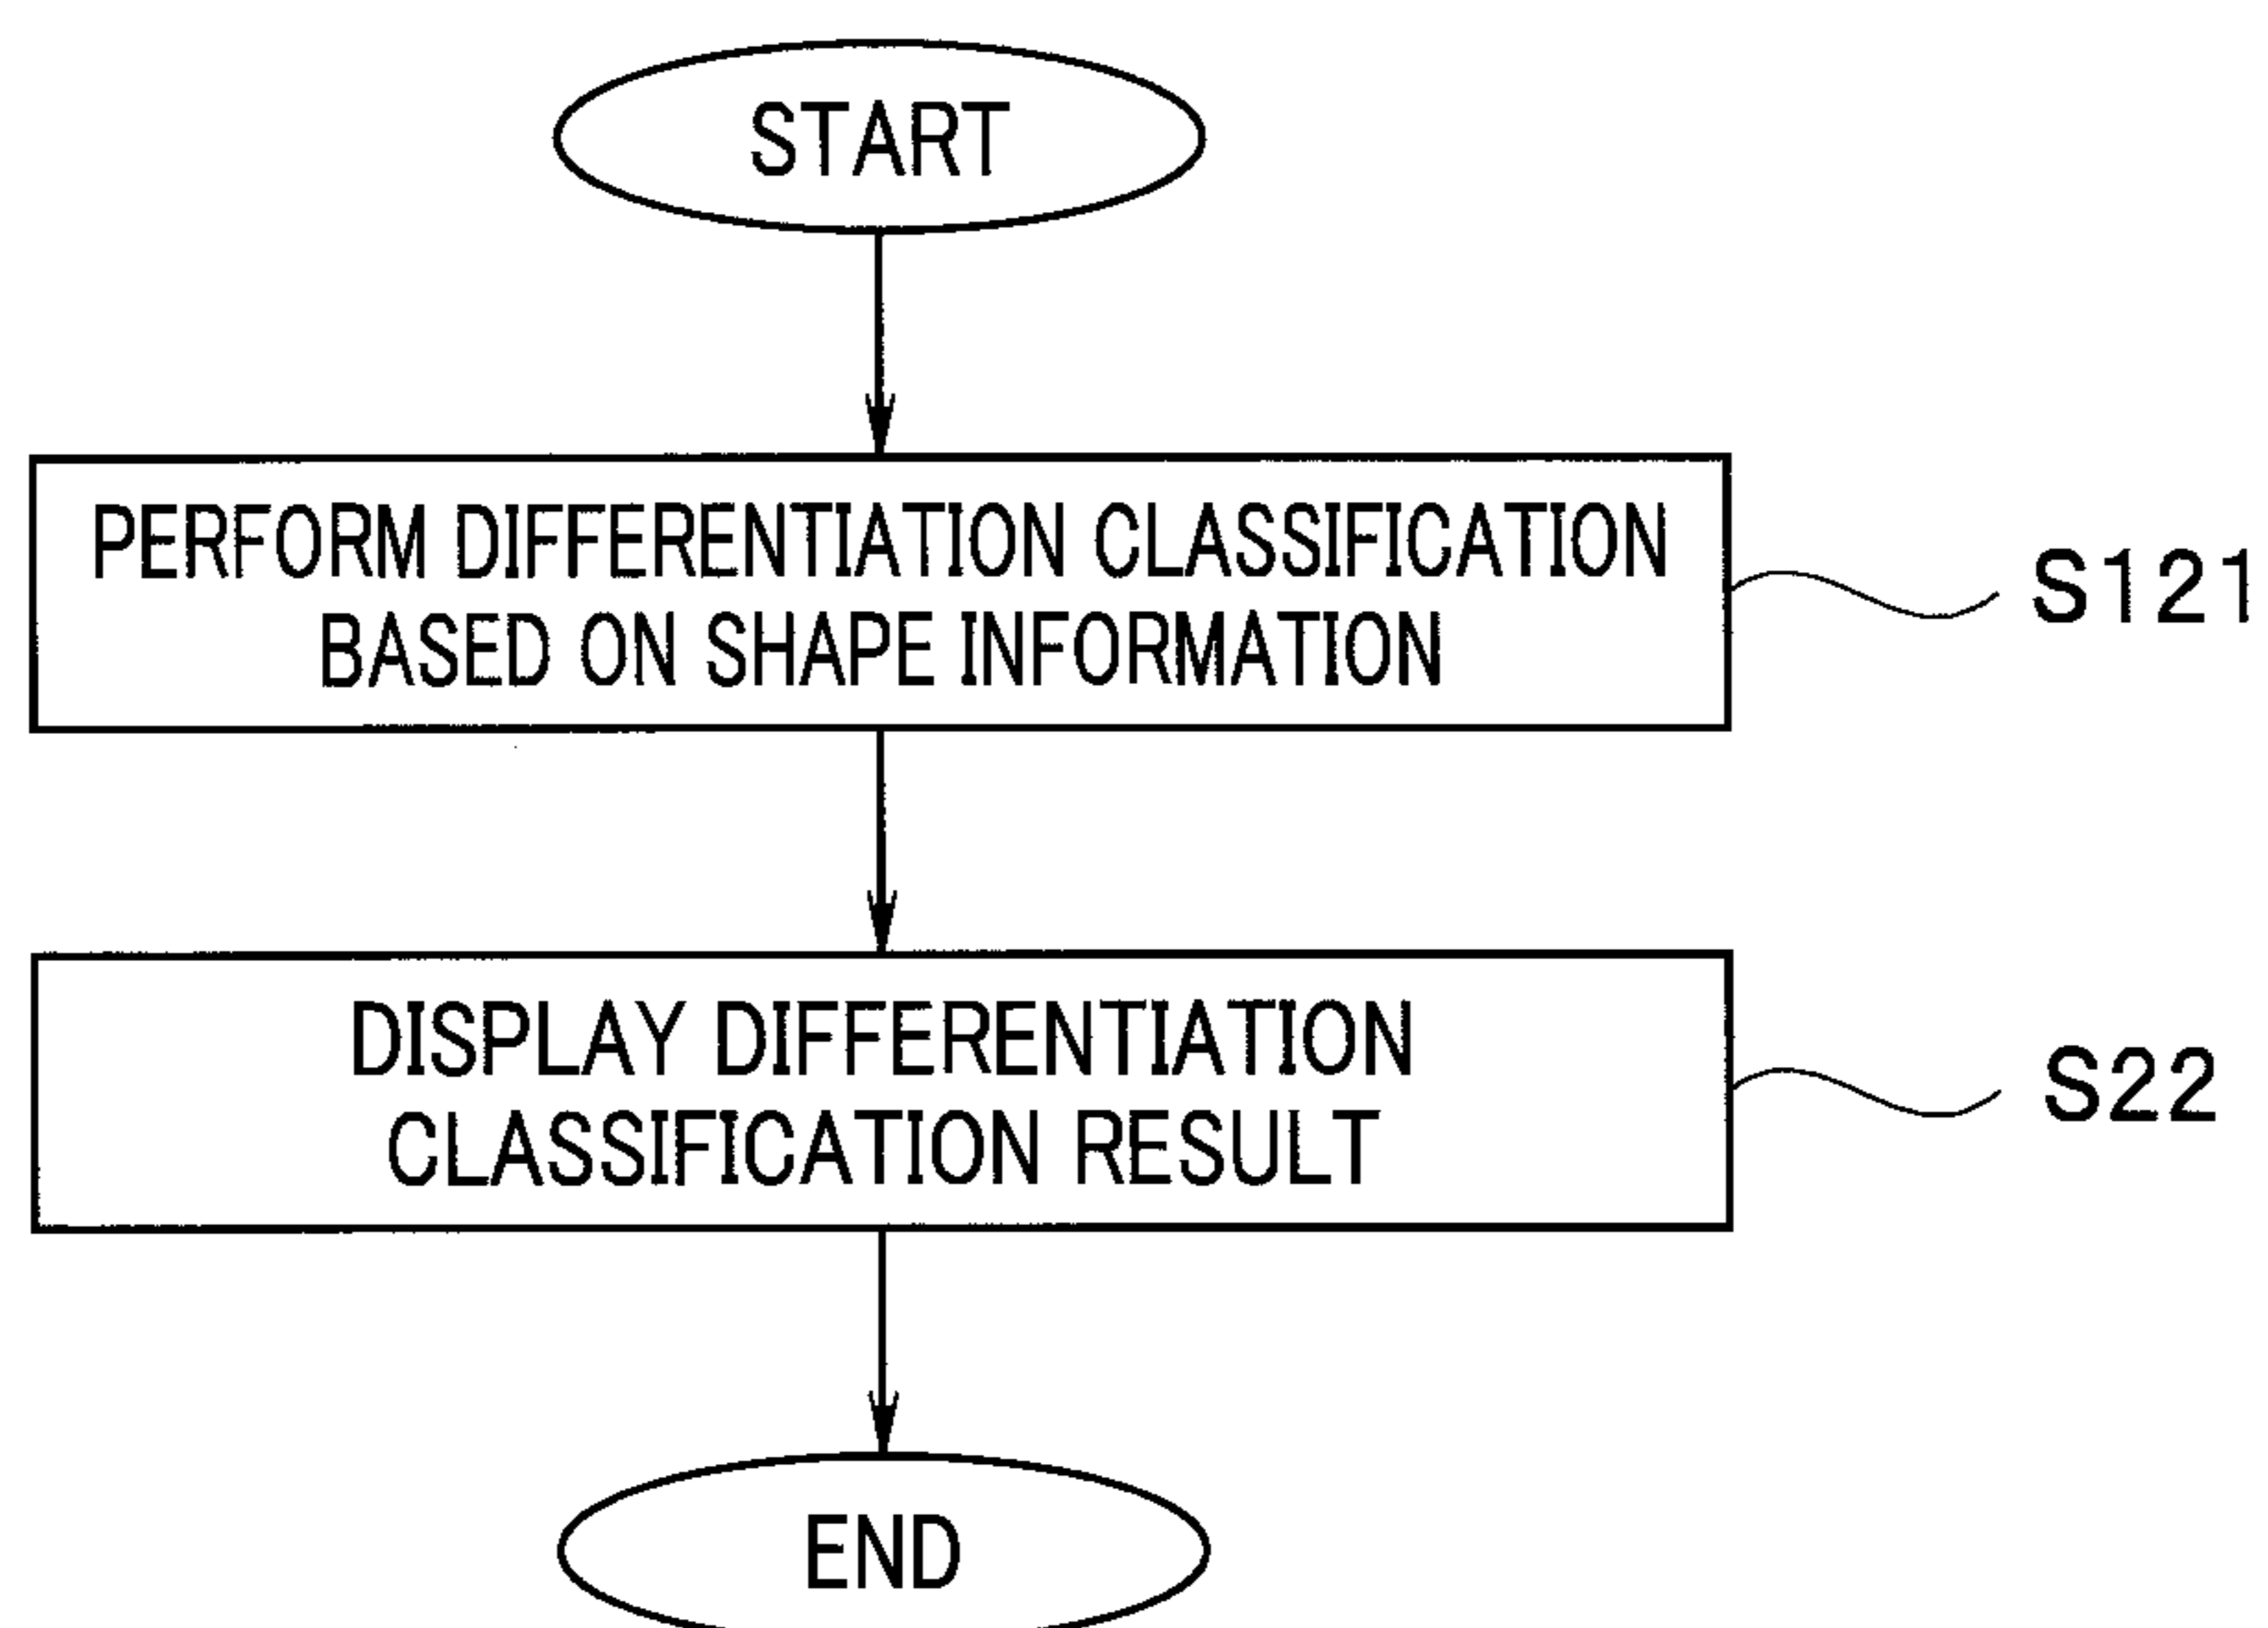 START
PERFORM DIFFERENTIATION CLASSIFICATION
BASED ON SHAPE INFORMATION
S121
DISPLAY DIFFERENTIATION
CLASSIFICATION RESULT
S22
END